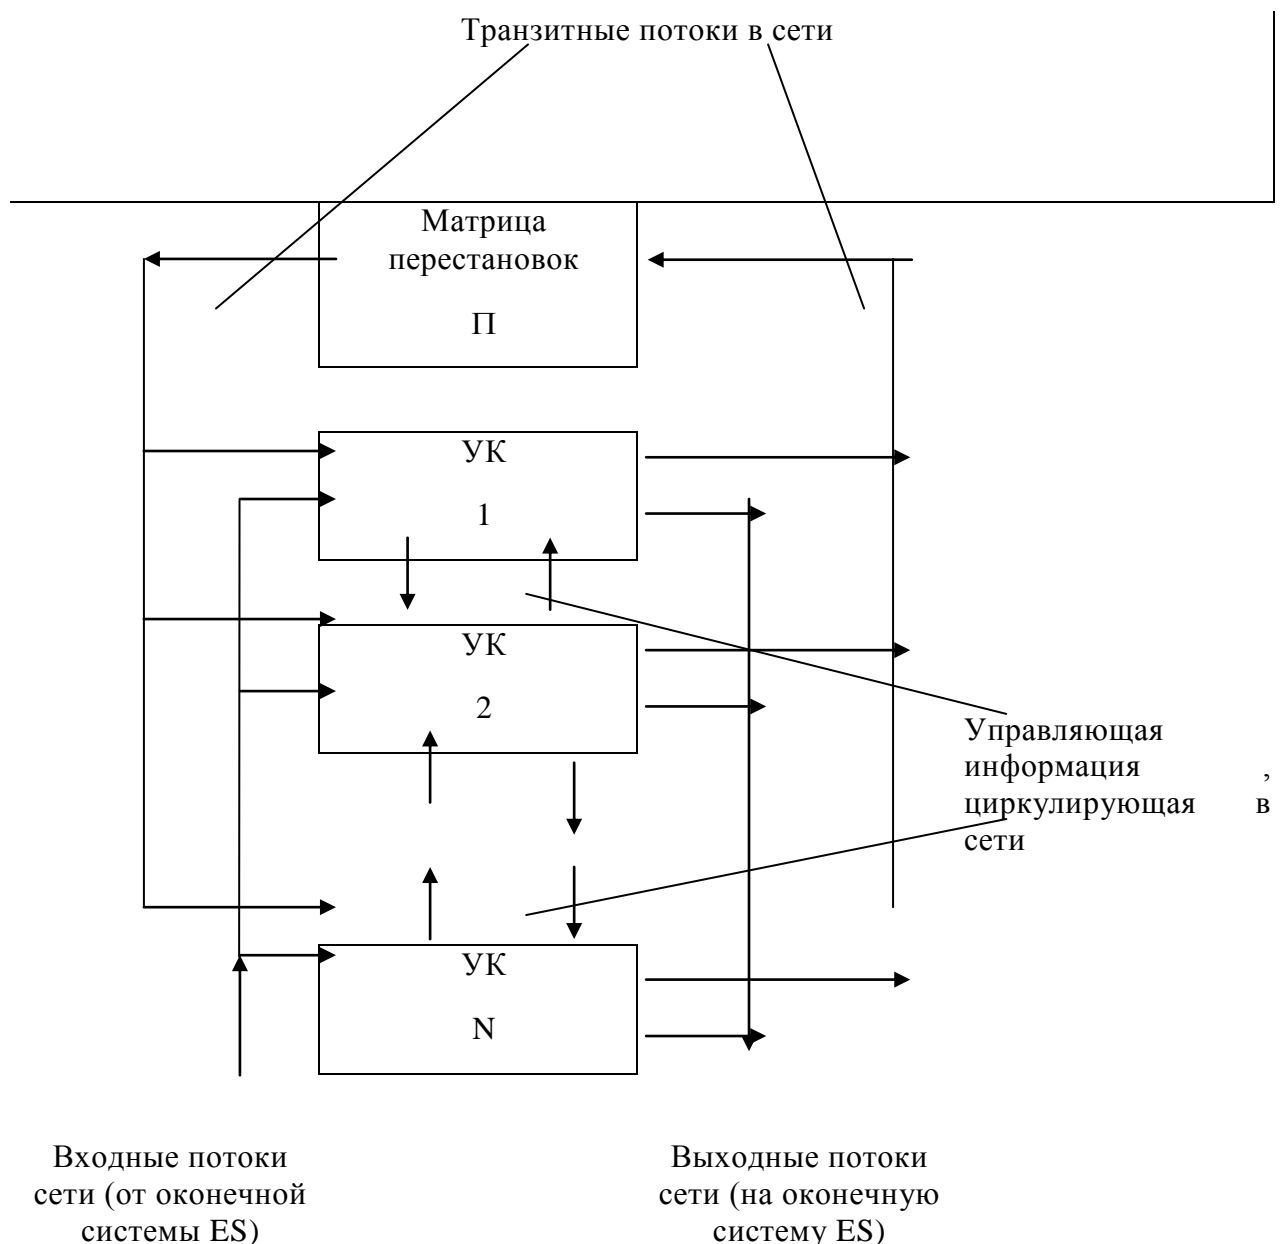 Транзитные потоки в сети
Матрица
перестановок
П
УК
1
УК
2
Управляющая
информация ,
циркулирующая в
сети
УК
N
Входные потоки
сети (от оконечной
системы ES)
Выходные потоки
сети (на оконечную
систему ES)